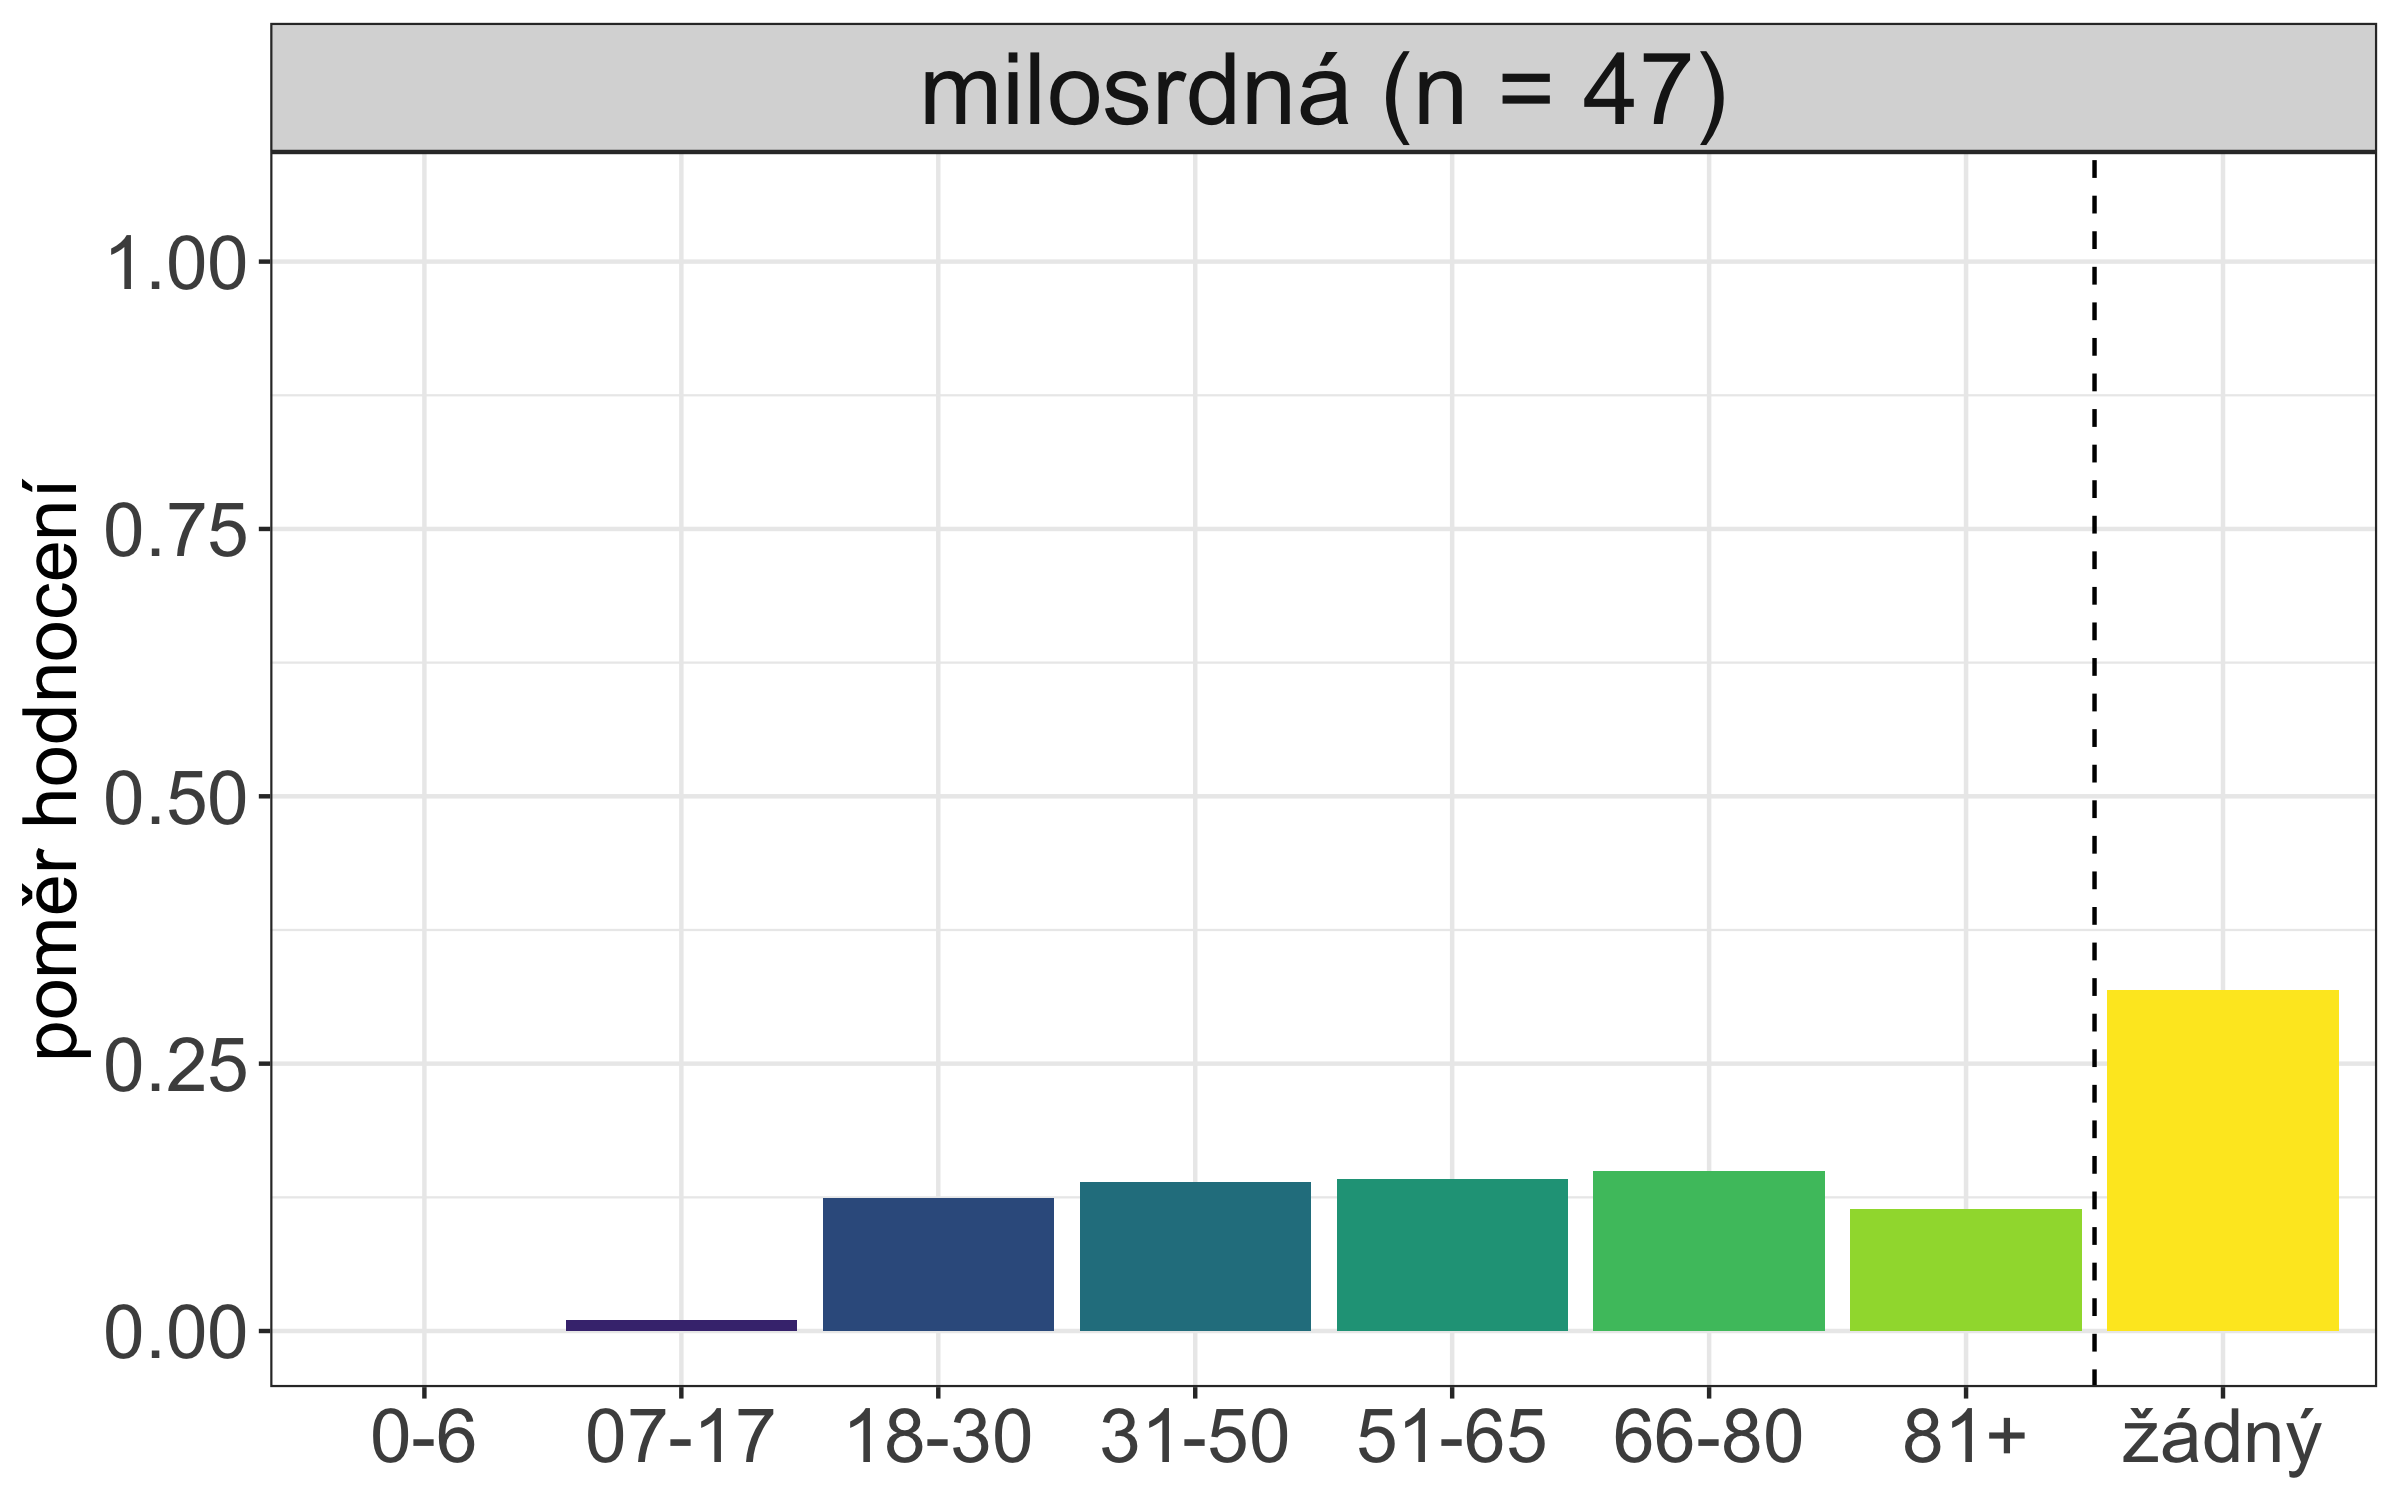 milosrdná (n = 47)
poměr hodnocení
1.00
0.75
0.50
0.25
0.00
0-6 07-17 18-30 31-50 51-65 66-80 81+ žádný